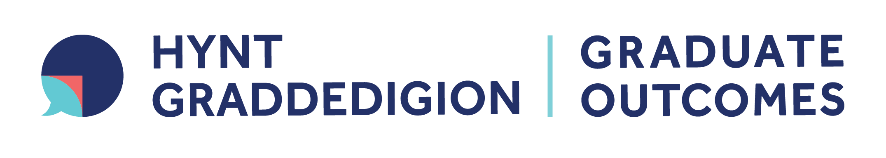 HYNT
GRADDEDIGION
GRADUATE
OUTCOMES